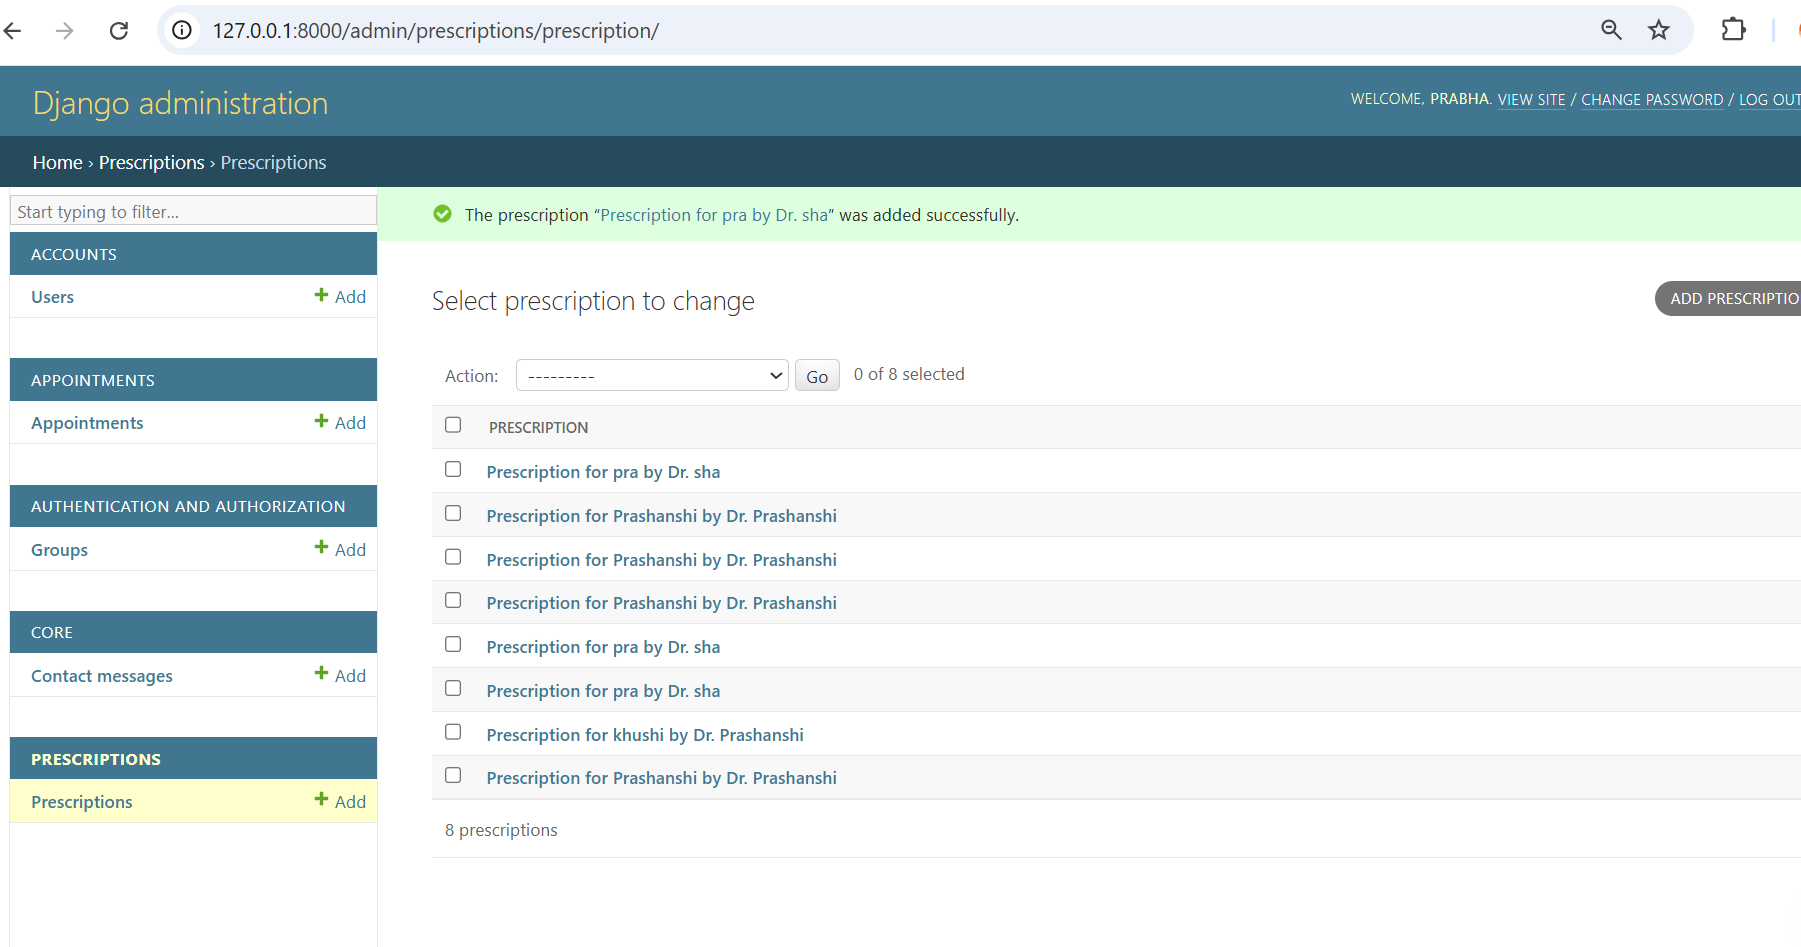 127.0.0.1:8000/admin/prescriptions/prescription/
Django administration
WELCOME, PRABHA. VIEW SITE / CHANGE PASSWORD / LOG OUT
Home › Prescriptions › Prescriptions
Start typing to filter...
ACCOUNTS
Users + Add
APPOINTMENTS
Appointments + Add
AUTHENTICATION AND AUTHORIZATION
Groups + Add
CORE
Contact messages + Add
PRESCRIPTIONS
Prescriptions + Add
The prescription “Prescription for pra by Dr. sha” was added successfully.
Select prescription to change
ADD PRESCRIPTIO
Action: --------- Go 0 of 8 selected
PRESCRIPTION
Prescription for pra by Dr. sha
Prescription for Prashanshi by Dr. Prashanshi
Prescription for Prashanshi by Dr. Prashanshi
Prescription for Prashanshi by Dr. Prashanshi
Prescription for pra by Dr. sha
Prescription for pra by Dr. sha
Prescription for khushi by Dr. Prashanshi
Prescription for Prashanshi by Dr. Prashanshi
8 prescriptions